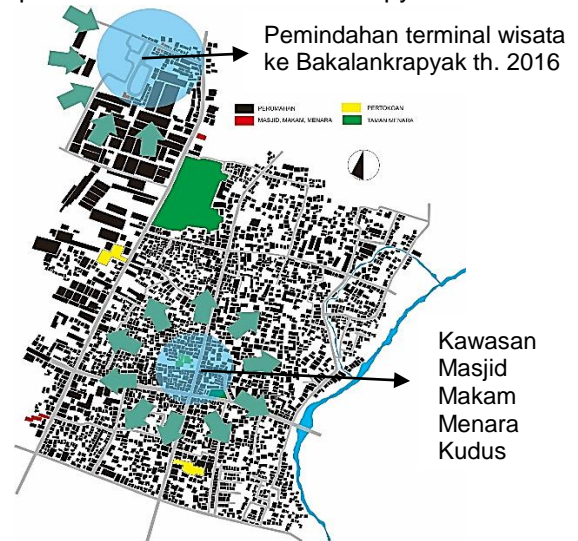 Pemindahan terminal wisata
ke Bakalankrapyak th. 2016
PERUMAHAN
PERTOKOAN
MASJID, MAKAM, MENARA
TAMAN MENARA
Kawasan
Masjid
Makam
Menara
Kudus